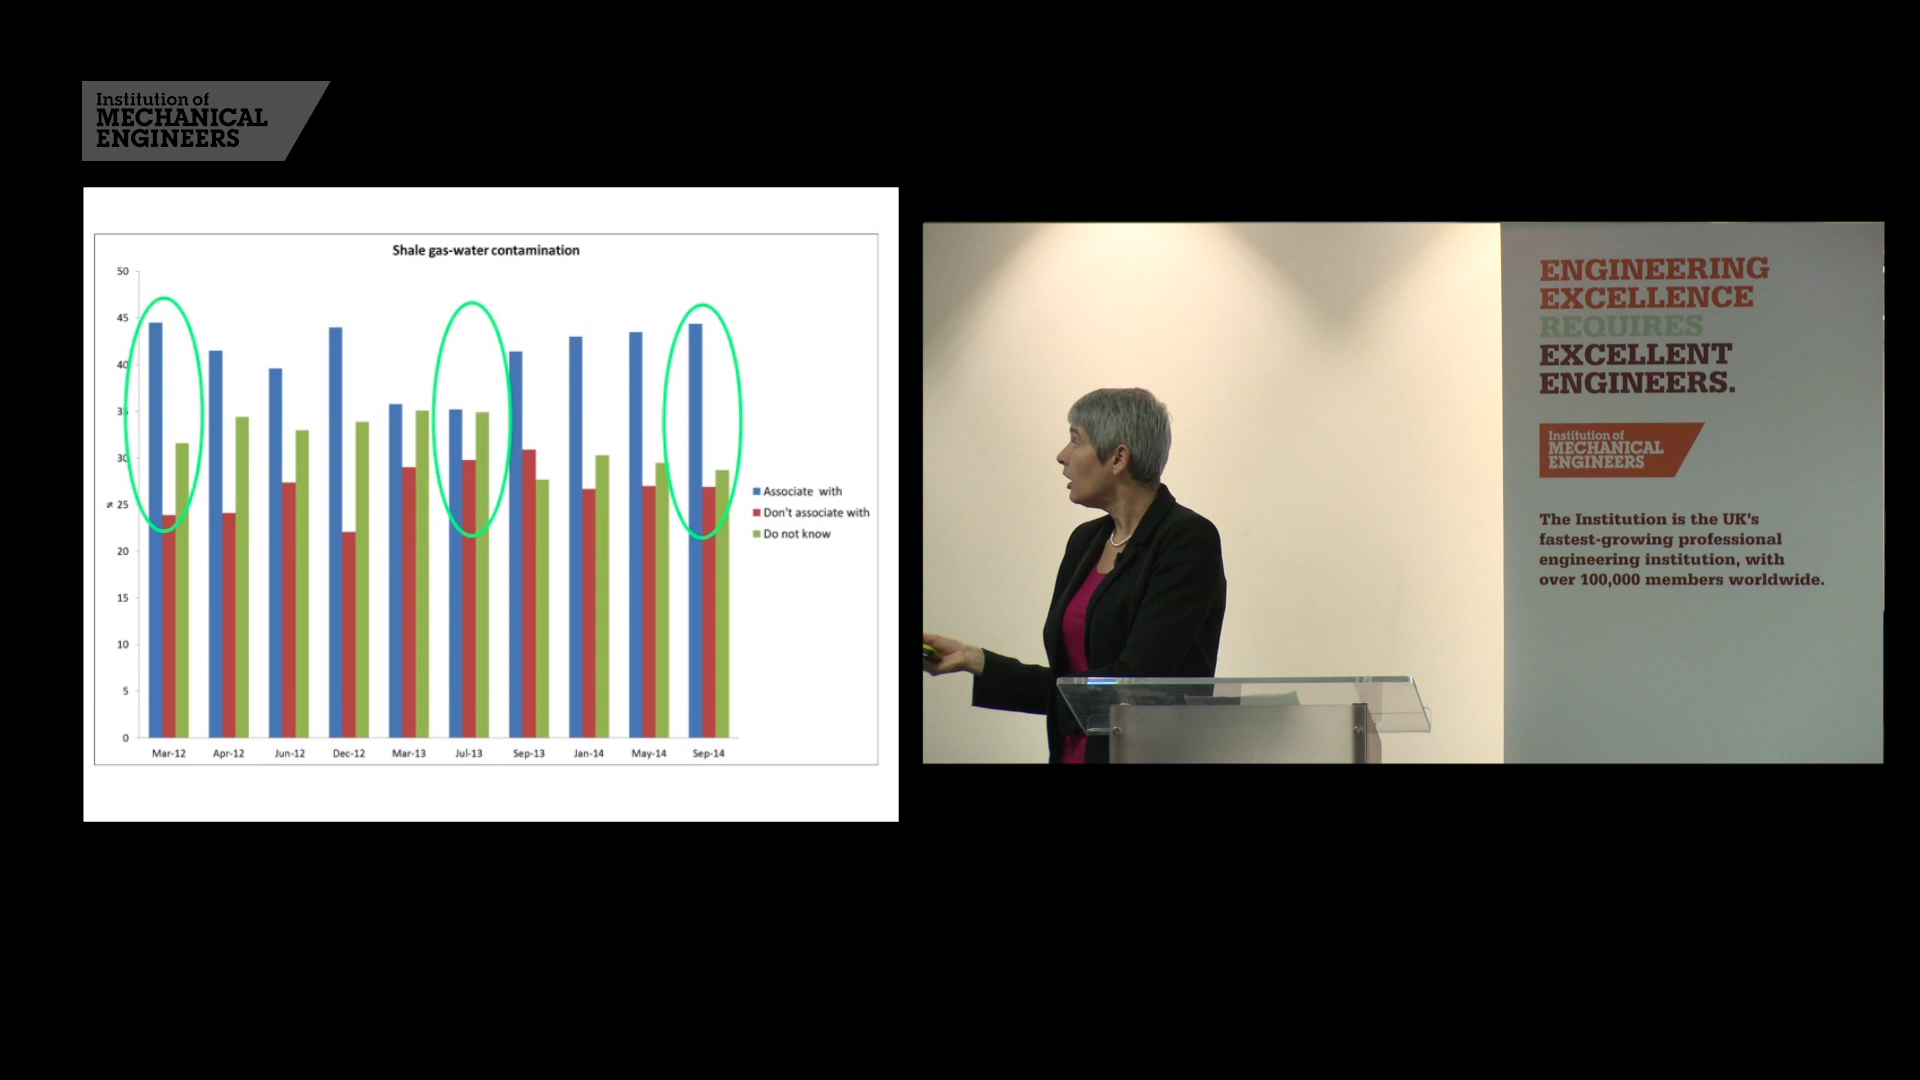 Institution of
MECHANICAL
ENGINEERS
Shale gas-water contamination
50
45
40
35
30
25
20
15
10
5
0
%
Mar-12 Apr-12 Jun-12 Dec-12 Mar-13 Jul-13 Sep-13 Jan-14 May-14 Sep-14
Associate with
Don't associate with
Do not know
ENGINEERING
EXCELLENCE
REQUIRES
EXCELLENT
ENGINEERS.
Institution of
MECHANICAL
ENGINEERS
The Institution is the UK's
fastest-growing professional
engineering institution, with
over 100,000 members worldwide.